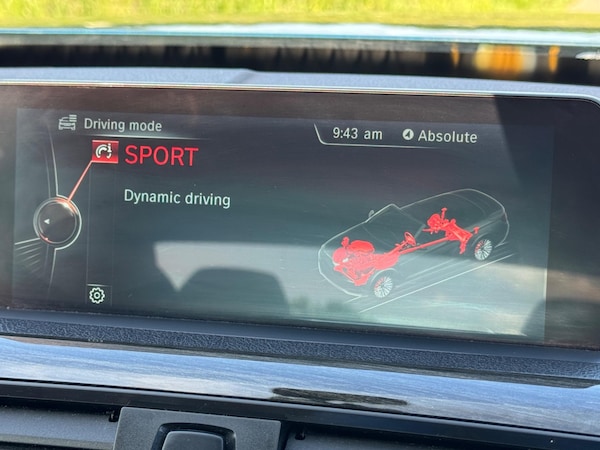 Driving mode
9:43 am
Absolute
SPORT
Dynamic driving